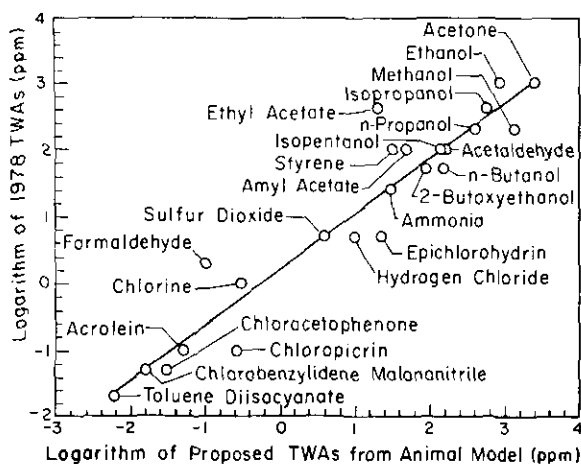 Logarithm of 1978 TWAs (ppm)
4
3
2
1
0
-1
-2
Acetone
Ethanol
Methanol
Isopropanol
Ethyl Acetate
n-Propanol
Isopentanol
Acetaldehyde
Styrene
n-Butanol
Amyl Acetate
2-Butoxyethanol
Sulfur Dioxide
Ammonia
Formaldehyde
Epichlorohydrin
Chlorine
Hydrogen Chloride
Acrolein
Chloracetophenone
Chloropicrin
Chlorobenzylidene Malononitrile
Toluene Diisocyanate
-3 -2 -1 0 1 2 3 4
Logarithm of Proposed TWAs from Animal Model (ppm)